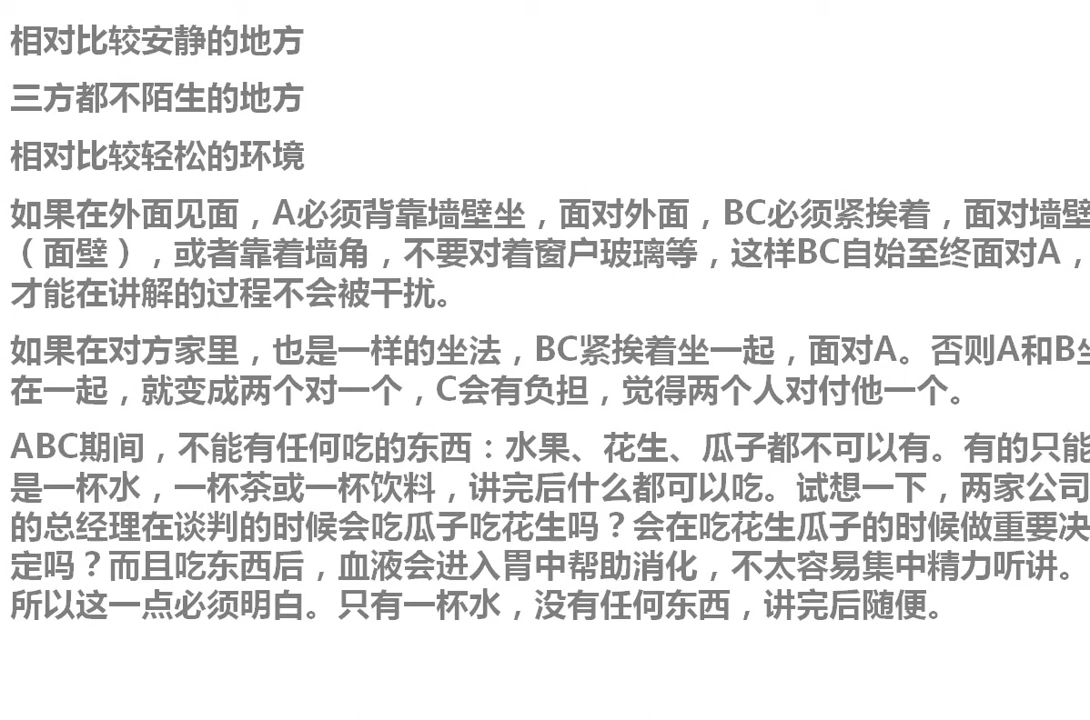 相对比较安静的地方
三方都不陌生的地方
相对比较轻松的环境
如果在外面见面，A必须背靠墙壁坐，面对外面，BC必须紧挨着，面对墙壁
（面壁），或者靠着墙角，不要对着窗户玻璃等，这样BC自始至终面对A，
才能在讲解的过程不会被干扰。
如果在对方家里，也是一样的坐法，BC紧挨着坐一起，面对A。否则A和B坐
在一起，就变成两个对一个，C会有负担，觉得两个人对付他一个。
ABC期间，不能有任何吃的东西：水果、花生、瓜子都不可以有。有的只能
是一杯水，一杯茶或一杯饮料，讲完后什么都可以吃。试想一下，两家公司
的总经理在谈判的时候会吃瓜子吃花生吗？会在吃花生瓜子的时候做重要决
定吗？而且吃东西后，血液会进入胃中帮助消化，不太容易集中精力听讲。
所以这一点必须明白。只有一杯水，没有任何东西，讲完后随便。